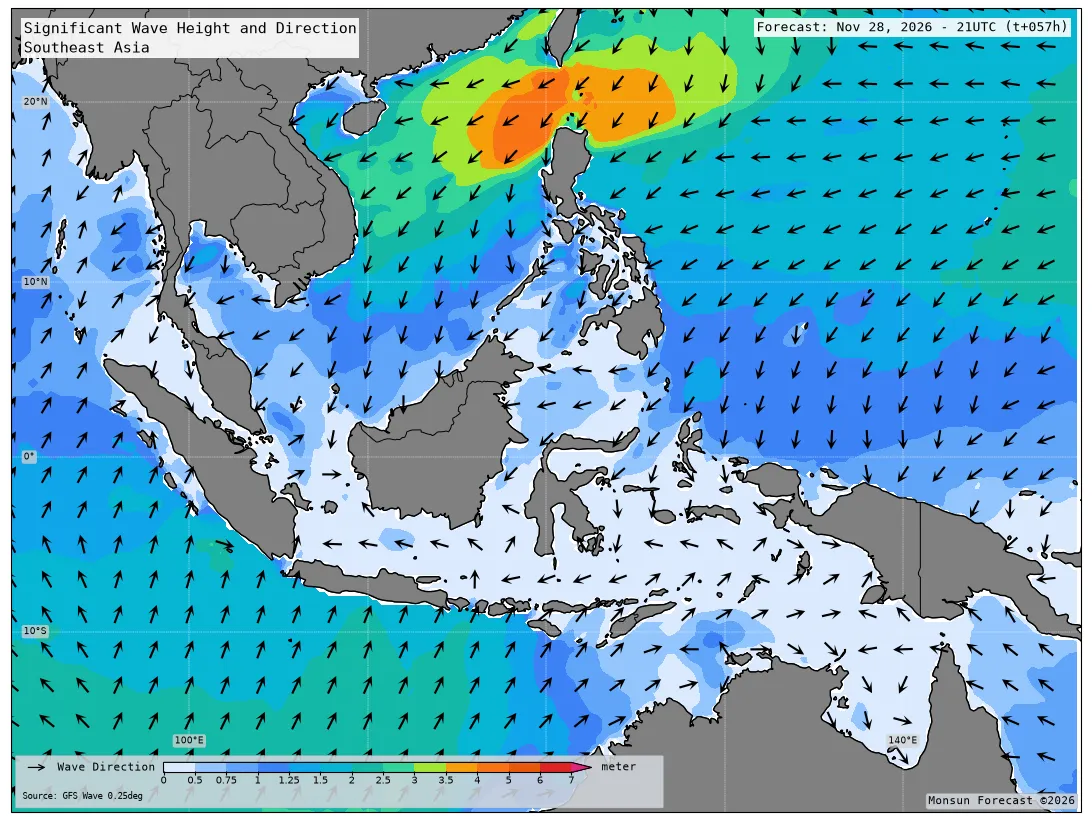 Significant Wave Height and Direction
Southeast Asia
Forecast: Nov 28, 2026 - 21UTC (t+057h)
20°N
10°N
0°
10°S
100°E
140°E
Wave Direction
meter
0 0.5 0.75 1 1.25 1.5 2 2.5 3 3.5 4 5 6 7
Source: GFS Wave 0.25deg
Monsun Forecast ©2026